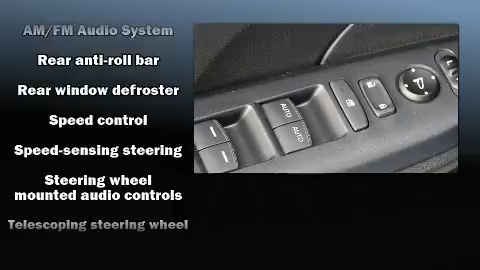 AM/FM Audio System
Rear anti-roll bar
Rear window defroster
Speed control
Speed-sensing steering
Steering wheel
mounted audio controls
Telescoping steering wheel
AUTO
AUTO